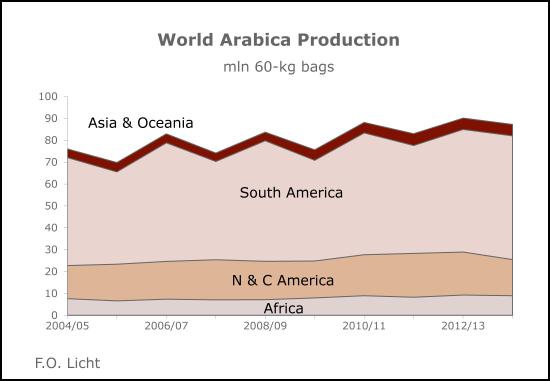 World Arabica Production
mln 60-kg bags
100
90
80
70
60
50
40
30
20
10
0
Asia & Oceania
South America
N & C America
Africa
2004/05 2006/07 2008/09 2010/11 2012/13
F.O. Licht